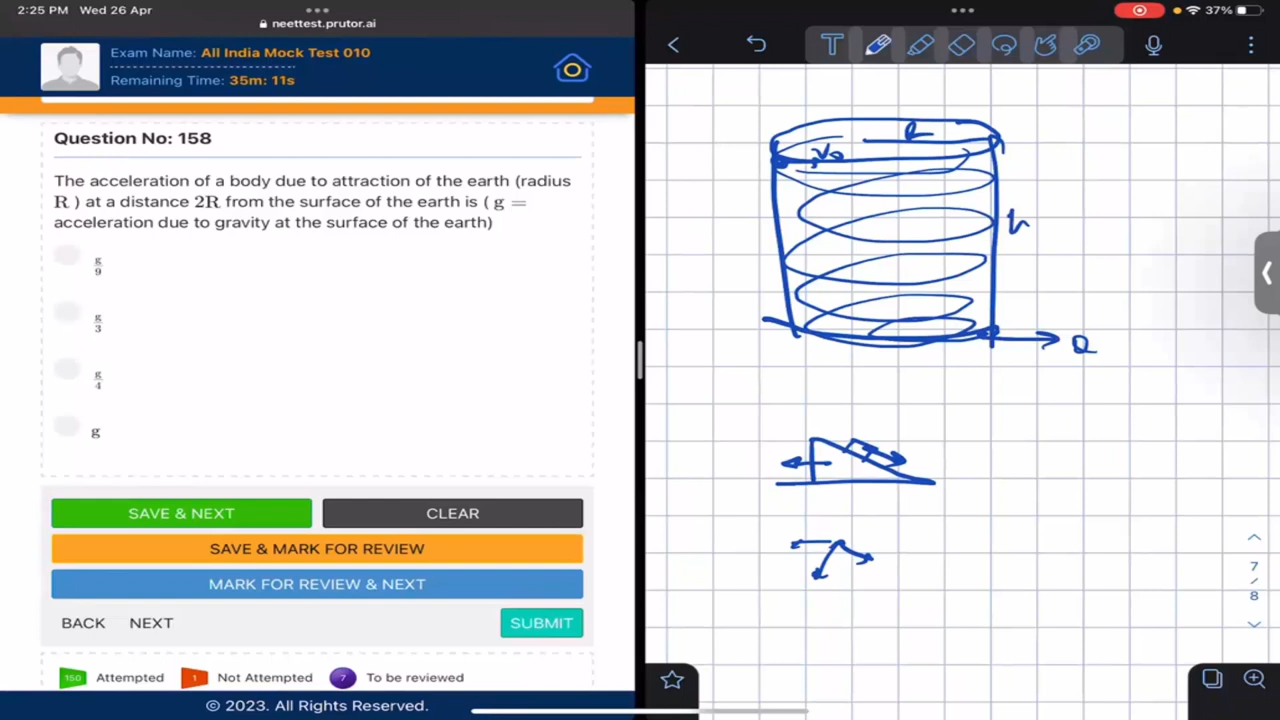 2:25 PM Wed 26 Apr
neettest.prutor.ai
Exam Name: All India Mock Test 010
Remaining Time: 35m: 11s
Question No: 158
The acceleration of a body due to attraction of the earth (radius
R ) at a distance 2R from the surface of the earth is ( g =
acceleration due to gravity at the surface of the earth)
g
9
g
3
g
4
g
SAVE & NEXT
CLEAR
SAVE & MARK FOR REVIEW
MARK FOR REVIEW & NEXT
BACK
NEXT
SUBMIT
150 Attempted
1 Not Attempted
7 To be reviewed
© 2023. All Rights Reserved.
37%
T
R
V₀
h
7
/
8